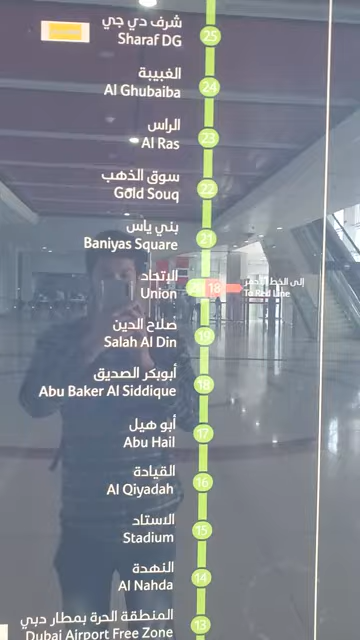 شرف دي جي
Sharaf DG
25
الغبيبة
Al Ghubaiba
24
الراس
Al Ras
23
سوق الذهب
Gold Souq
22
بني ياس
Baniyas Square
21
الاتحاد
Union
18
إلى الخط الأحمر
To Red Line
صلاح الدين
Salah Al Din
19
أبوبكر الصديق
Abu Baker Al Siddique
18
أبو هيل
Abu Hail
17
القيادة
Al Qiyadah
16
الاستاد
Stadium
15
النهدة
Al Nahda
14
المنطقة الحرة بمطار دبي
Dubai Airport Free Zone
13